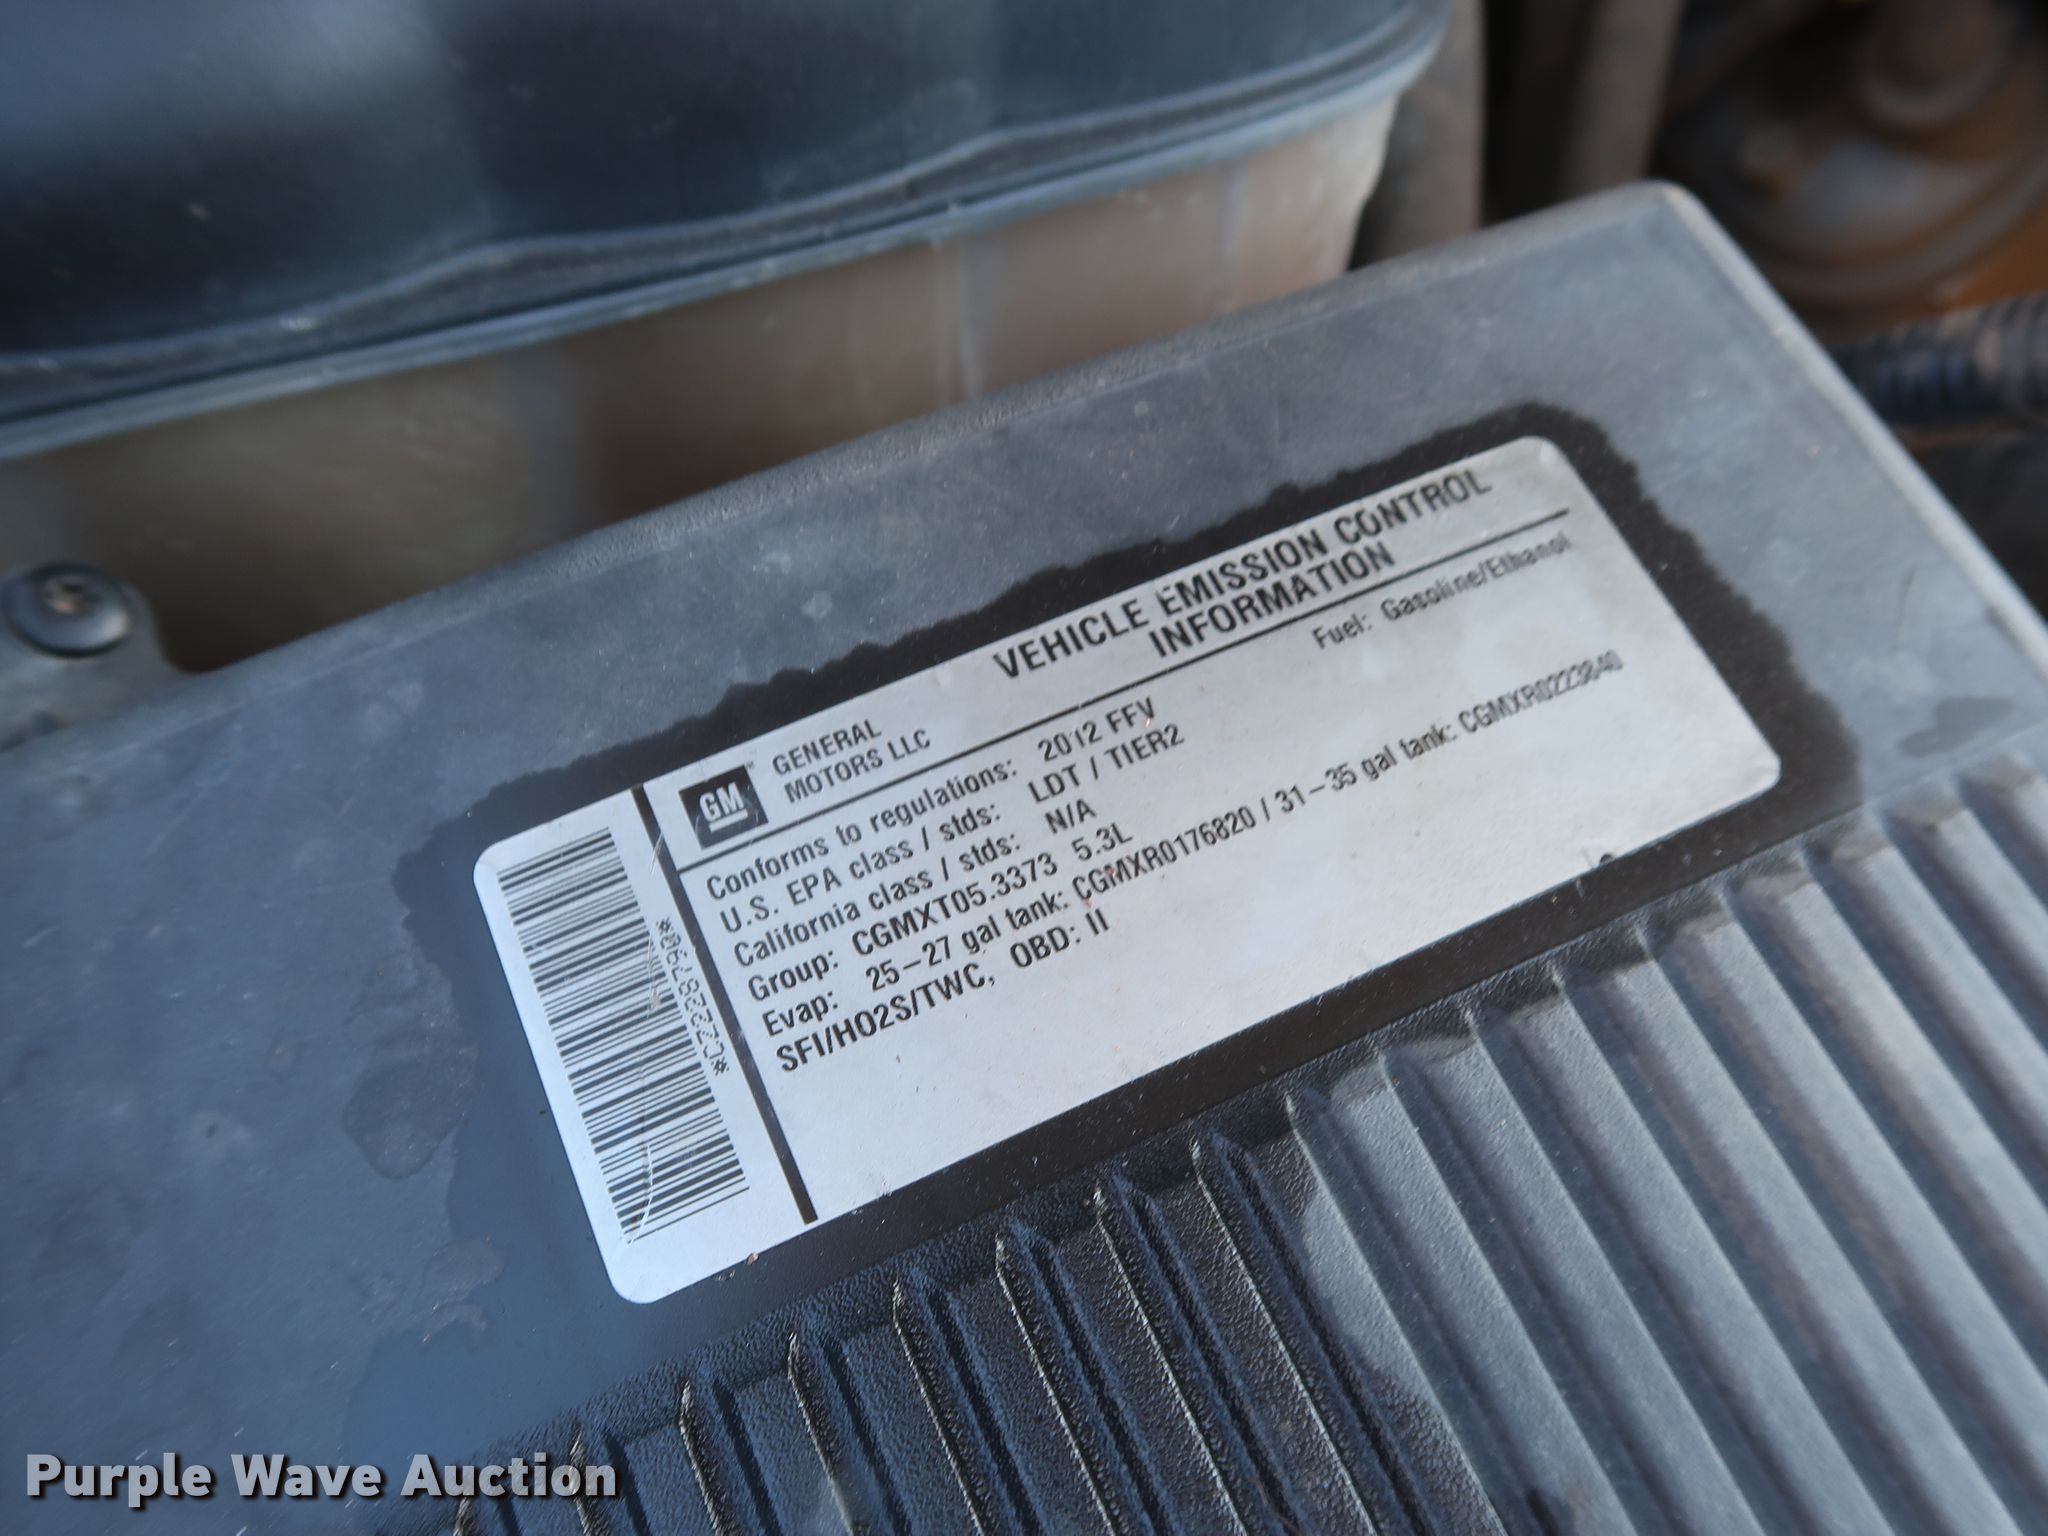 VEHICLE EMISSION CONTROL
INFORMATION
GM
GENERAL
MOTORS LLC
Fuel: Gasoline/Ethanol
Conforms to regulations: 2012 FFV
U.S. EPA class / stds: LDT / TIER2
California class / stds: N/A
Group: CGMXT05.3373 5.3L
Evap: 25-27 gal tank: CGMXR0176820 / 31-35 gal tank: CGMXR0223840
SFI/HO2S/TWC, OBD: II
*C22286790*
Purple Wave Auction